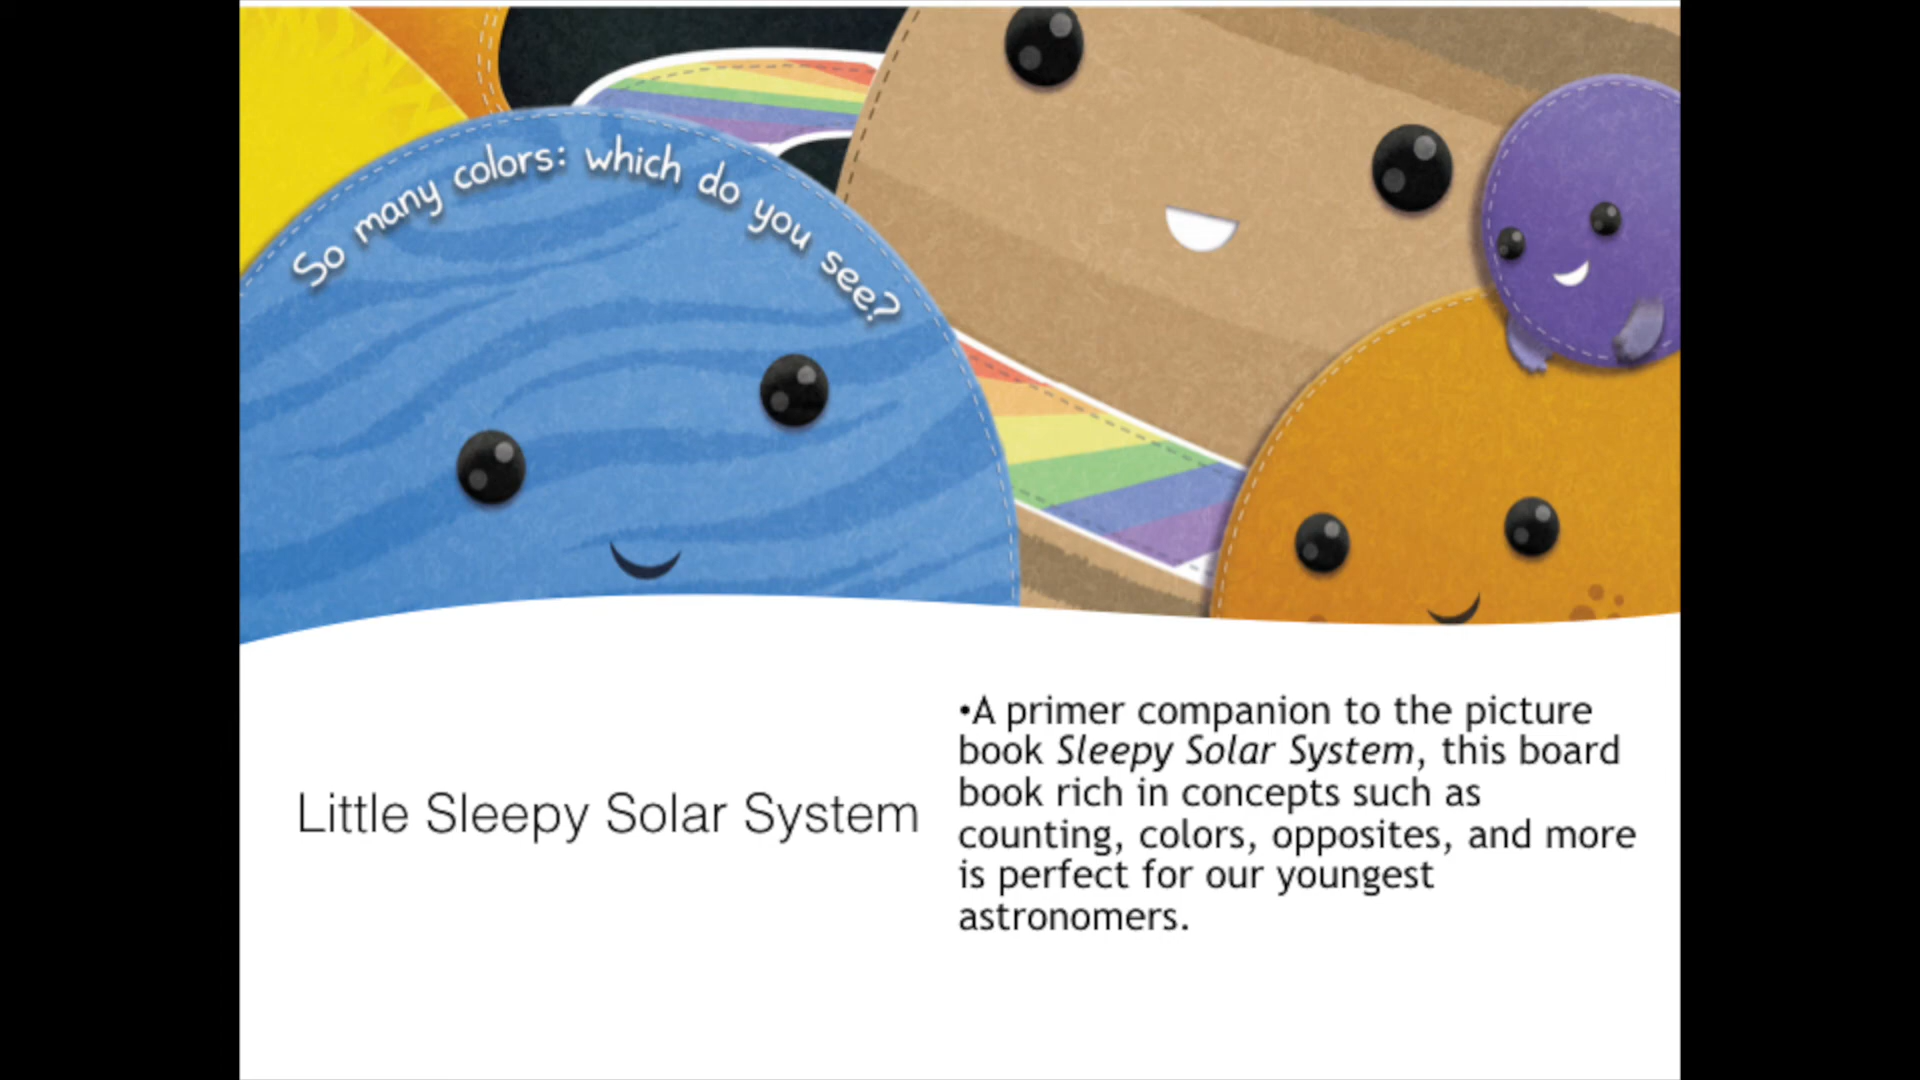 So many colors: which do you see?
Little Sleepy Solar System
•A primer companion to the picture
book Sleepy Solar System, this board
book rich in concepts such as
counting, colors, opposites, and more
is perfect for our youngest
astronomers.